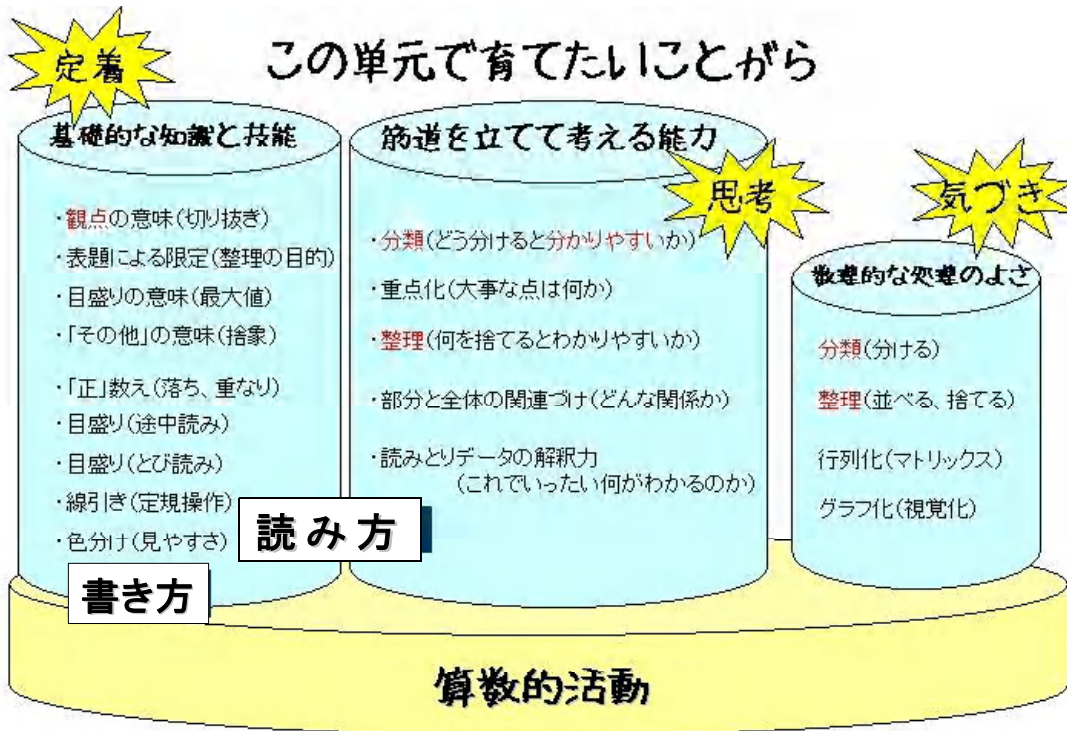 この単元で育てたいことがら
定着
基礎的な知識と技能
・観点の意味(切り抜き)
・表題による限定(整理の目的)
・目盛りの意味(最大値)
・「その他」の意味(捨象)
・「正」数え(落ち、重なり)
・目盛り(途中読み)
・目盛り(とび読み)
・線引き(定規操作)
・色分け(見やすさ)
書き方
読み方
筋道を立てて考える能力
思考
・分類(どう分けると分かりやすいか)
・重点化(大事な点は何か)
・整理(何を捨てるとわかりやすいか)
・部分と全体の関連づけ(どんな関係か)
・読みとりデータの解釈力
(これでいったい何がわかるのか)
気づき
数理的な処理のよさ
分類(分ける)
整理(並べる、捨てる)
行列化(マトリックス)
グラフ化(視覚化)
算数的活動